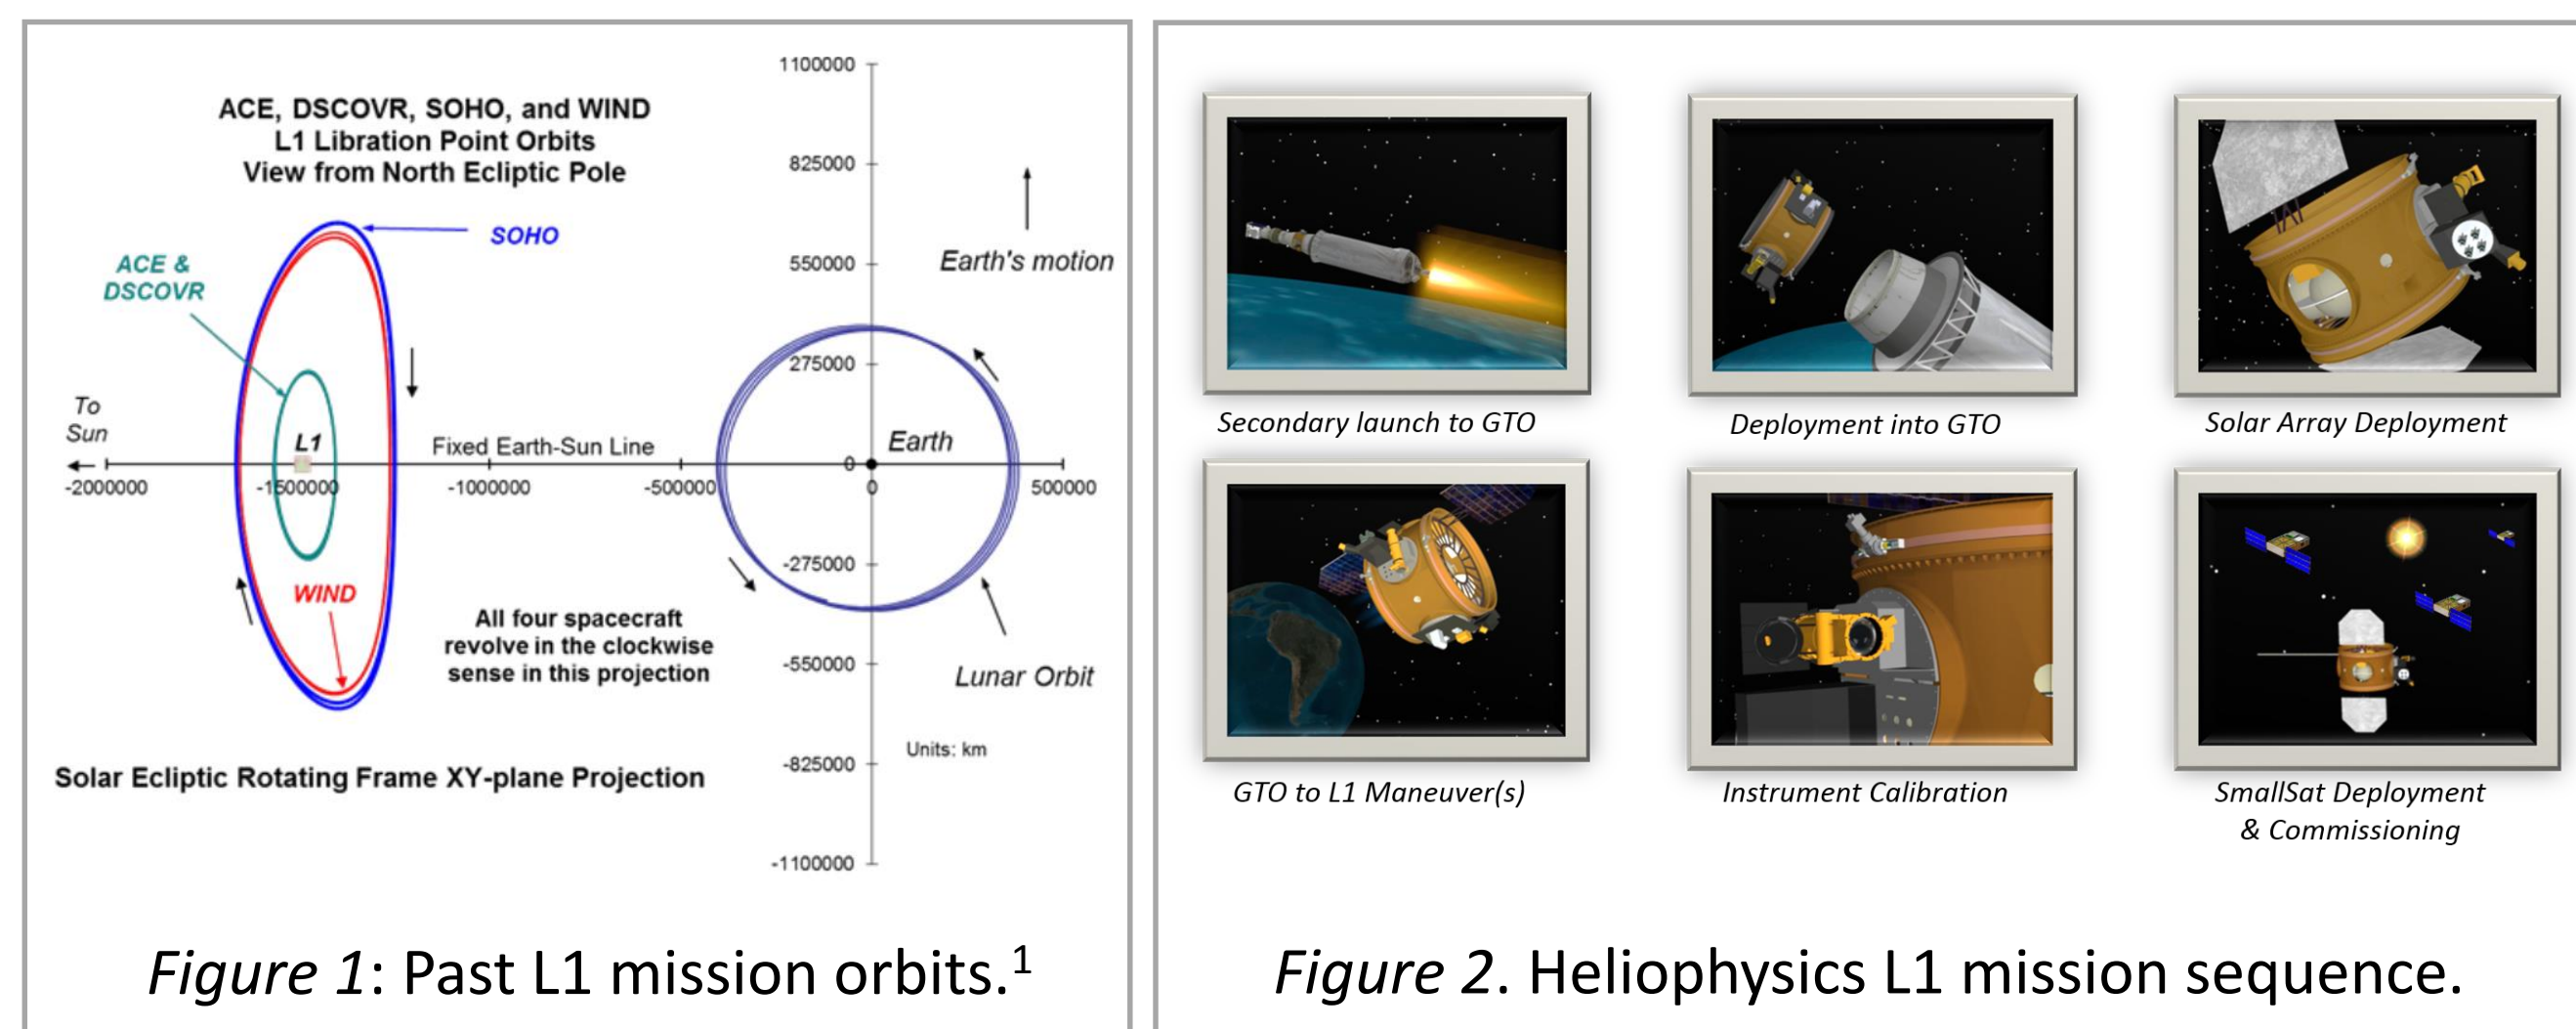 ACE, DSCOVR, SOHO, and WIND
L1 Libration Point Orbits
View from North Ecliptic Pole
1100000
825000
550000
275000
0
-275000
-550000
-825000
-1100000
SOHO
ACE &
DSCOVR
Earth's motion
To
Sun
L1
Fixed Earth-Sun Line
Earth
-2000000
-1500000
-1000000
-500000
0
500000
WIND
All four spacecraft
revolve in the clockwise
sense in this projection
Lunar Orbit
Units: km
Solar Ecliptic Rotating Frame XY-plane Projection
Figure 1: Past L1 mission orbits.1
Secondary launch to GTO
Deployment into GTO
Solar Array Deployment
GTO to L1 Maneuver(s)
Instrument Calibration
SmallSat Deployment
& Commissioning
Figure 2. Heliophysics L1 mission sequence.